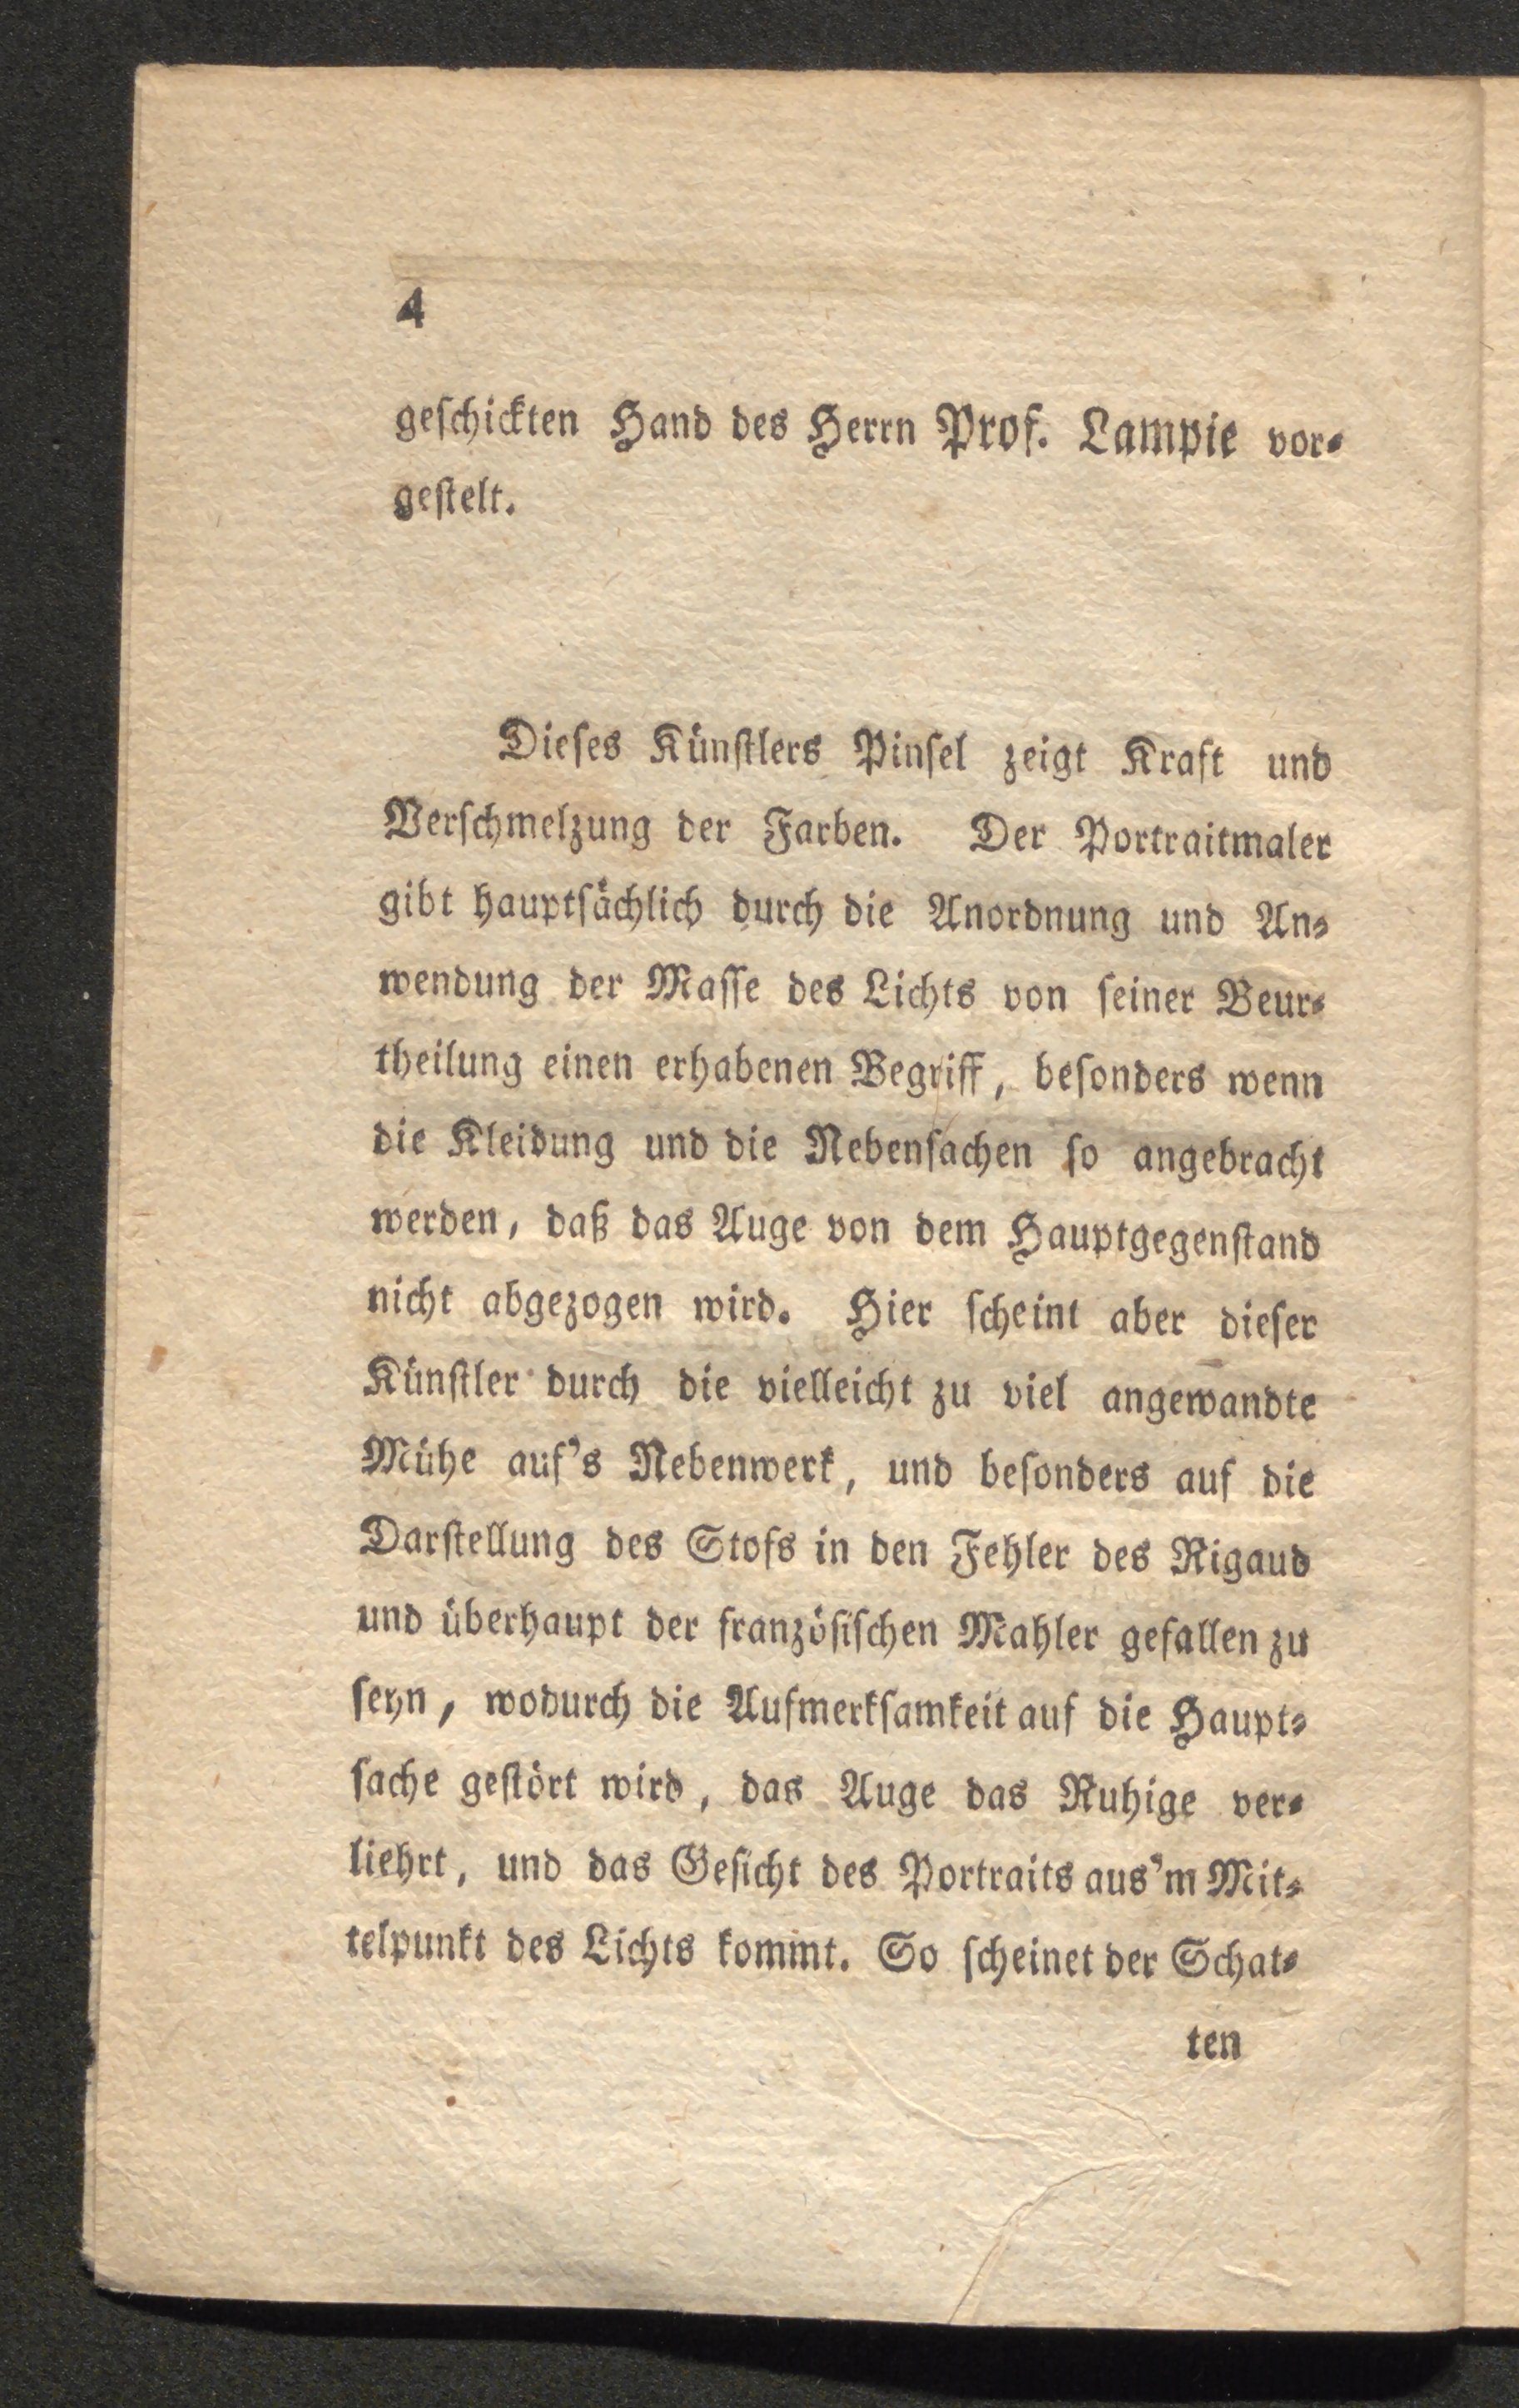 4
geſchickten Hand des Herrn Prof. Lampie vor⸗
geſtelt.
Dieſes Künſtlers Pinſel zeigt Kraft und
Verſchmelzung der Farben. Der Portraitmaler
gibt hauptſächlich durch die Anordnung und An⸗
wendung der Maſſe des Lichts von ſeiner Beur⸗
theilung einen erhabenen Begriff, beſonders wenn
die Kleidung und die Nebenſachen ſo angebracht
werden, daß das Auge von dem Hauptgegenſtand
nicht abgezogen wird. Hier ſcheint aber dieſer
Künſtler durch die vielleicht zu viel angewandte
Mühe auf's Nebenwerk, und beſonders auf die
Darſtellung des Stofs in den Fehler des Rigaud
und überhaupt der franzöſiſchen Mahler gefallen zu
ſeyn, wodurch die Aufmerkſamkeit auf die Haupt⸗
ſache geſtört wird, das Auge das Ruhige ver⸗
liehrt, und das Geſicht des Portraits aus'm Mit⸗
telpunkt des Lichts kommt. So ſcheinet der Schat⸗
ten